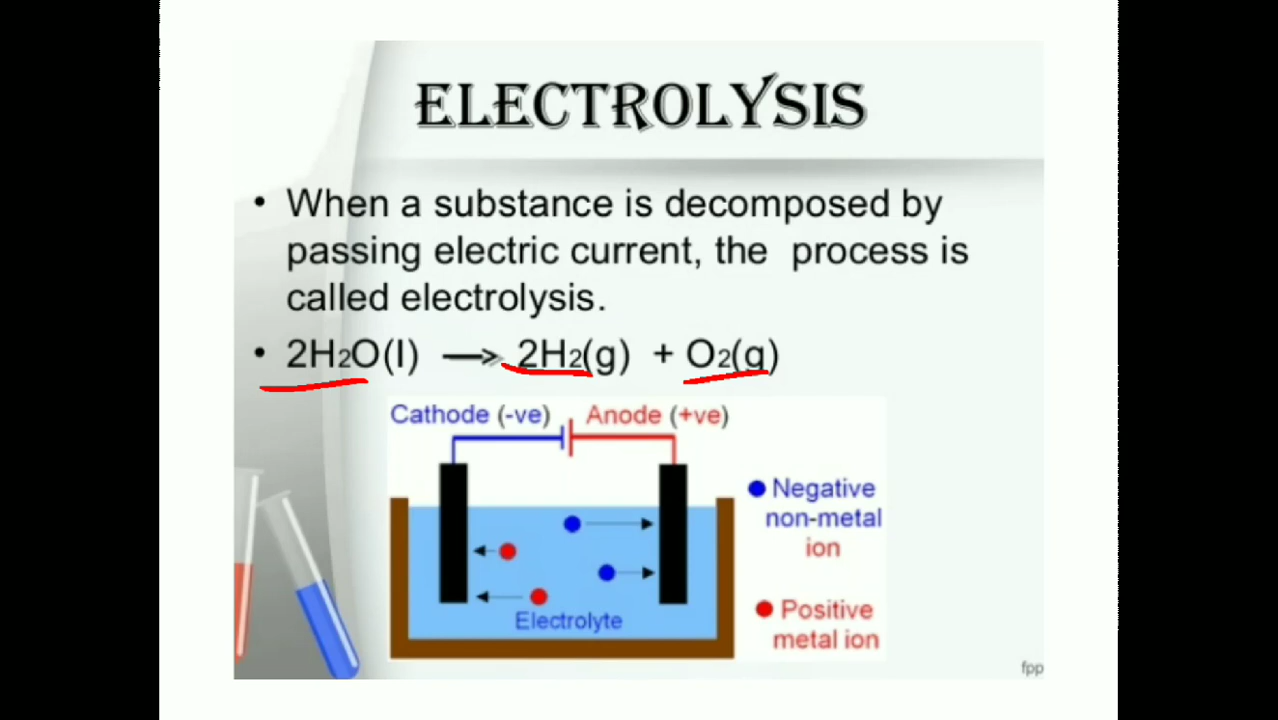 ELECTROLYSIS
• When a substance is decomposed by
passing electric current, the process is
called electrolysis.
• 2H2O(l) —> 2H2(g) + O2(g)
Cathode (-ve) Anode (+ve)
Negative
non-metal
ion
Positive
metal ion
Electrolyte
fpp